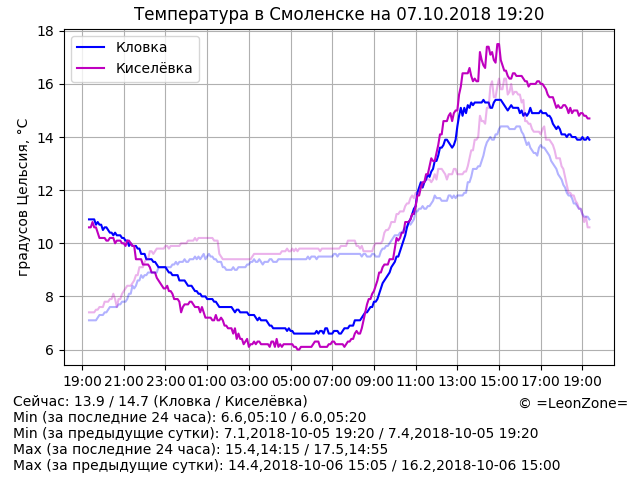 Температура в Смоленске на 07.10.2018 19:20
Кловка
Киселёвка
градусов Цельсия, °C
18
16
14
12
10
8
6
19:00 21:00 23:00 01:00 03:00 05:00 07:00 09:00 11:00 13:00 15:00 17:00 19:00
Сейчас: 13.9 / 14.7 (Кловка / Киселёвка)
© =LeonZone=
Min (за последние 24 часа): 6.6,05:10 / 6.0,05:20
Min (за предыдущие сутки): 7.1,2018-10-05 19:20 / 7.4,2018-10-05 19:20
Max (за последние 24 часа): 15.4,14:15 / 17.5,14:55
Max (за предыдущие сутки): 14.4,2018-10-06 15:05 / 16.2,2018-10-06 15:00